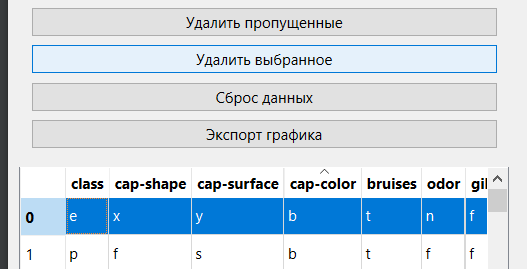 Удалить пропущенные
Удалить выбранное
Сброс данных
Экспорт графика
class cap-shape cap-surface cap-color bruises odor
0 e x y b t n f
1 p f s b t f f